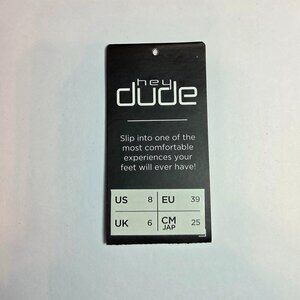 hey
dude
Slip into one of the
most comfortable
experiences your
feet will ever have!
US 8 EU 39
UK 6 CM JAP 25